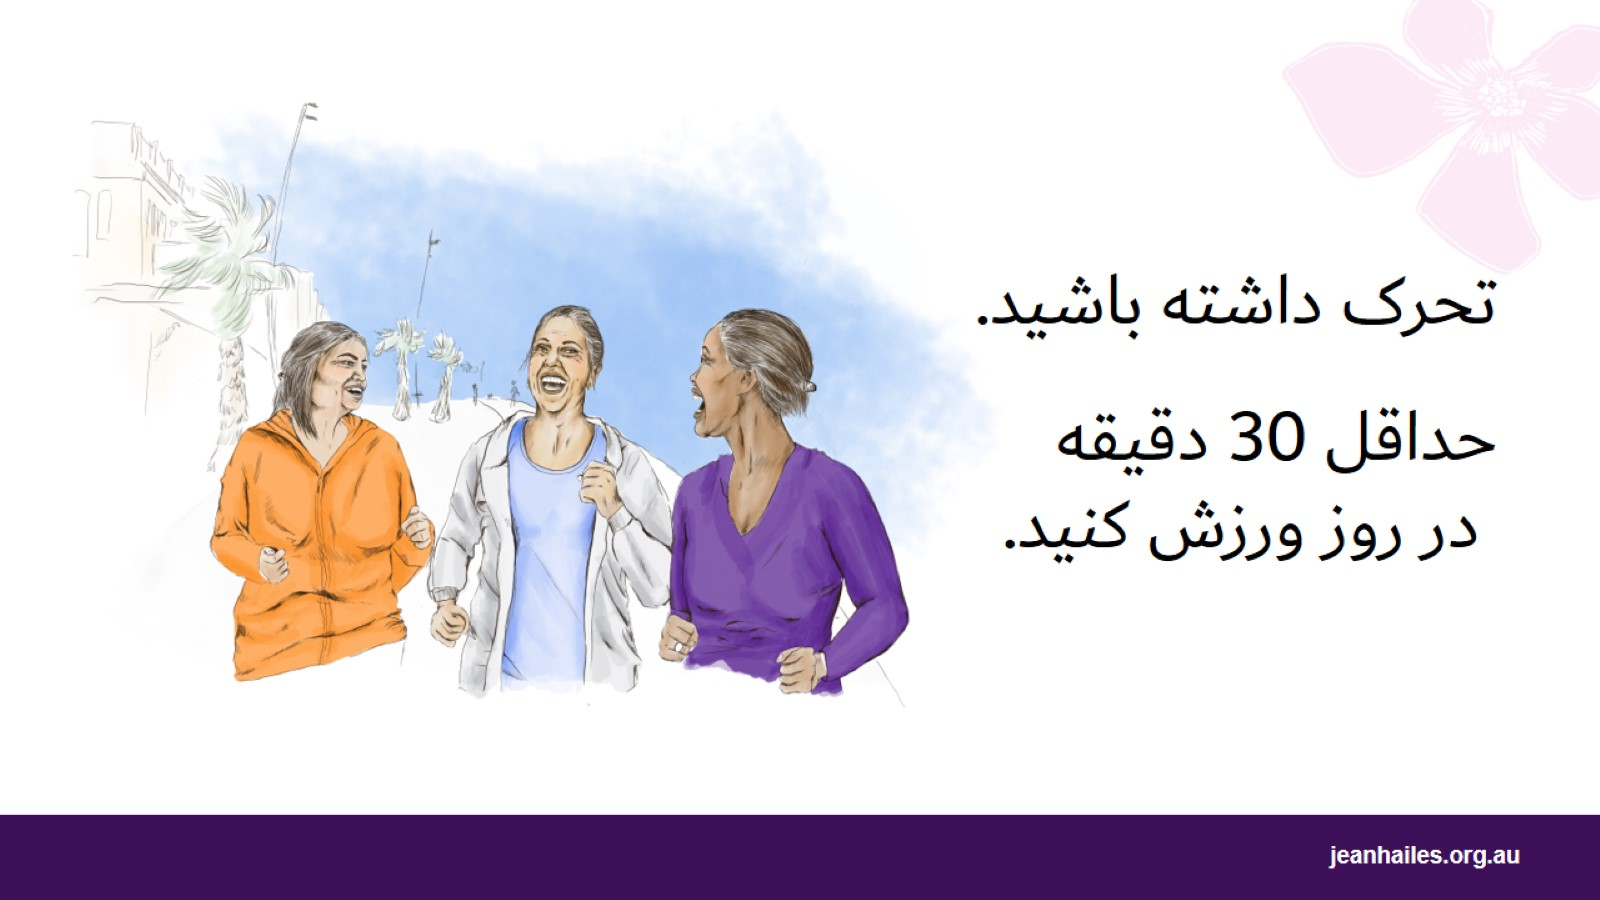 تحرک داشته باشید.
حداقل 30 دقیقه
در روز ورزش کنید.
jeanhailes.org.au